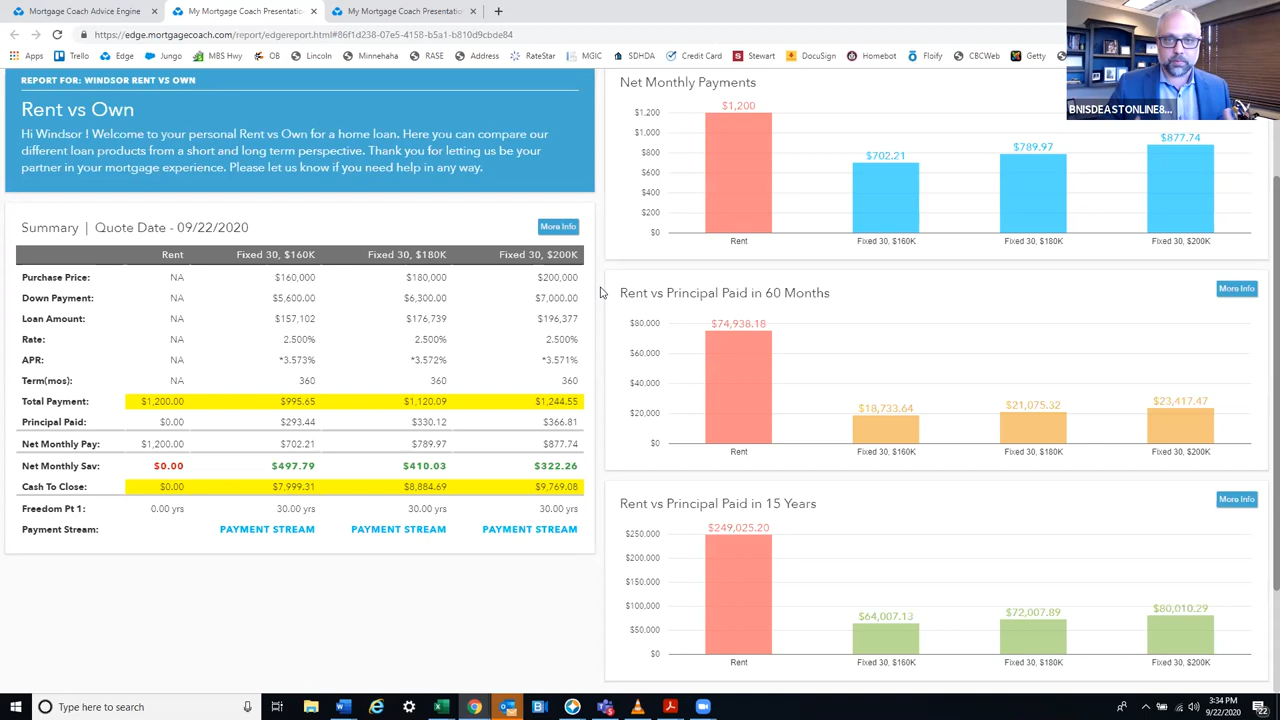 Mortgage Coach Advice Engine
My Mortgage Coach Presentatio
My Mortgage Coach Presentation
https://edge.mortgagecoach.com/report/edgereport.html#86f1d238-07e5-4158-b5a1-b810d9cbde84
Apps Trello Edge Jungo MBS Hwy OB Lincoln Minnehaha RASE Address RateStar MGIC SDHDA Credit Card Stewart DocuSign Homebot Floify CBCWeb Getty
BNISDEASTONLINE8...
REPORT FOR: WINDSOR RENT VS OWN
Rent vs Own
Hi Windsor ! Welcome to your personal Rent vs Own for a home loan. Here you can compare our
different loan products from a short and long term perspective. Thank you for letting us be your
partner in your mortgage experience. Please let us know if you need help in any way.
Summary | Quote Date - 09/22/2020 More Info
Rent Fixed 30, $160K Fixed 30, $180K Fixed 30, $200K
Purchase Price: NA $160,000 $180,000 $200,000
Down Payment: NA $5,600.00 $6,300.00 $7,000.00
Loan Amount: NA $157,102 $176,739 $196,377
Rate: NA 2.500% 2.500% 2.500%
APR: NA *3.573% *3.572% *3.571%
Term(mos): NA 360 360 360
Total Payment: $1,200.00 $995.65 $1,120.09 $1,244.55
Principal Paid: $0.00 $293.44 $330.12 $366.81
Net Monthly Pay: $1,200.00 $702.21 $789.97 $877.74
Net Monthly Sav: $0.00 $497.79 $410.03 $322.26
Cash To Close: $0.00 $7,999.31 $8,884.69 $9,769.08
Freedom Pt 1: 0.00 yrs 30.00 yrs 30.00 yrs 30.00 yrs
Payment Stream: PAYMENT STREAM PAYMENT STREAM PAYMENT STREAM
Net Monthly Payments
$1,200
$1,200
$1,000
$877.74
$789.97
$800
$702.21
$600
$400
$200
$0
Rent Fixed 30, $160K Fixed 30, $180K Fixed 30, $200K
Rent vs Principal Paid in 60 Months More Info
$80,000 $74,938.18
$60,000
$40,000
$18,733.64 $21,075.32 $23,417.47
$20,000
$0
Rent Fixed 30, $160K Fixed 30, $180K Fixed 30, $200K
Rent vs Principal Paid in 15 Years More Info
$249,025.20
$250,000
$200,000
$150,000
$100,000
$64,007.13 $72,007.89 $80,010.29
$50,000
$0
Rent Fixed 30, $160K Fixed 30, $180K Fixed 30, $200K
Type here to search
3:34 PM
9/22/2020
22